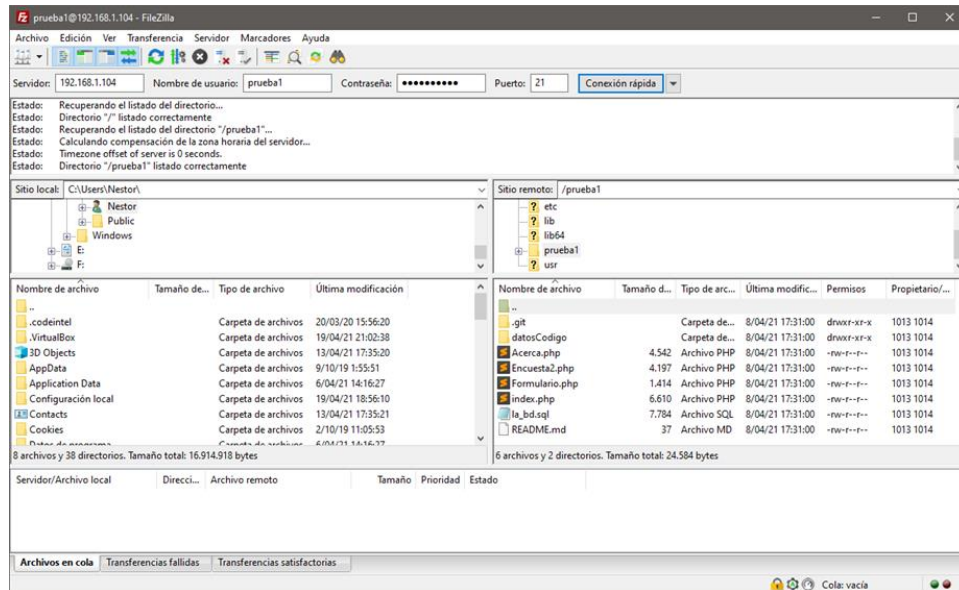 prueba1@192.168.1.104 - FileZilla
Archivo Edición Ver Transferencia Servidor Marcadores Ayuda
Servidor: 192.168.1.104 Nombre de usuario: prueba1 Contraseña: ●●●●●●●●●● Puerto: 21 Conexión rápida
Estado: Recuperando el listado del directorio...
Estado: Directorio "/" listado correctamente
Estado: Recuperando el listado del directorio "/prueba1"...
Estado: Calculando compensación de la zona horaria del servidor...
Estado: Timezone offset of server is 0 seconds.
Estado: Directorio "/prueba1" listado correctamente
Sitio local: C:\Users\Nestor\
Nestor
Public
Windows
E:
F:
Nombre de archivo Tamaño de... Tipo de archivo Última modificación
..
.codeintel Carpeta de archivos 20/03/20 15:56:20
.VirtualBox Carpeta de archivos 19/04/21 21:02:38
3D Objects Carpeta de archivos 13/04/21 17:35:20
AppData Carpeta de archivos 9/10/19 1:55:51
Application Data Carpeta de archivos 6/04/21 14:16:27
Configuración local Carpeta de archivos 19/04/21 18:56:10
Contacts Carpeta de archivos 13/04/21 17:35:21
Cookies Carpeta de archivos 2/10/19 11:05:53
Datos de programa Carpeta de archivos 6/04/21 14:16:27
8 archivos y 38 directorios. Tamaño total: 16.914.918 bytes
Sitio remoto: /prueba1
? etc
? lib
? lib64
prueba1
? usr
Nombre de archivo Tamaño d... Tipo de arc... Última modific... Permisos Propietario/...
..
.git Carpeta de... 8/04/21 17:31:00 drwxr-xr-x 1013 1014
datosCodigo Carpeta de... 8/04/21 17:31:00 drwxr-xr-x 1013 1014
Acerca.php 4.542 Archivo PHP 8/04/21 17:31:00 -rw-r--r-- 1013 1014
Encuesta2.php 4.197 Archivo PHP 8/04/21 17:31:00 -rw-r--r-- 1013 1014
Formulario.php 1.414 Archivo PHP 8/04/21 17:31:00 -rw-r--r-- 1013 1014
index.php 6.610 Archivo PHP 8/04/21 17:31:00 -rw-r--r-- 1013 1014
la_bd.sql 7.784 Archivo SQL 8/04/21 17:31:00 -rw-r--r-- 1013 1014
README.md 37 Archivo MD 8/04/21 17:31:00 -rw-r--r-- 1013 1014
6 archivos y 2 directorios. Tamaño total: 24.584 bytes
Servidor/Archivo local Direcci... Archivo remoto Tamaño Prioridad Estado
Archivos en cola Transferencias fallidas Transferencias satisfactorias
Cola: vacía